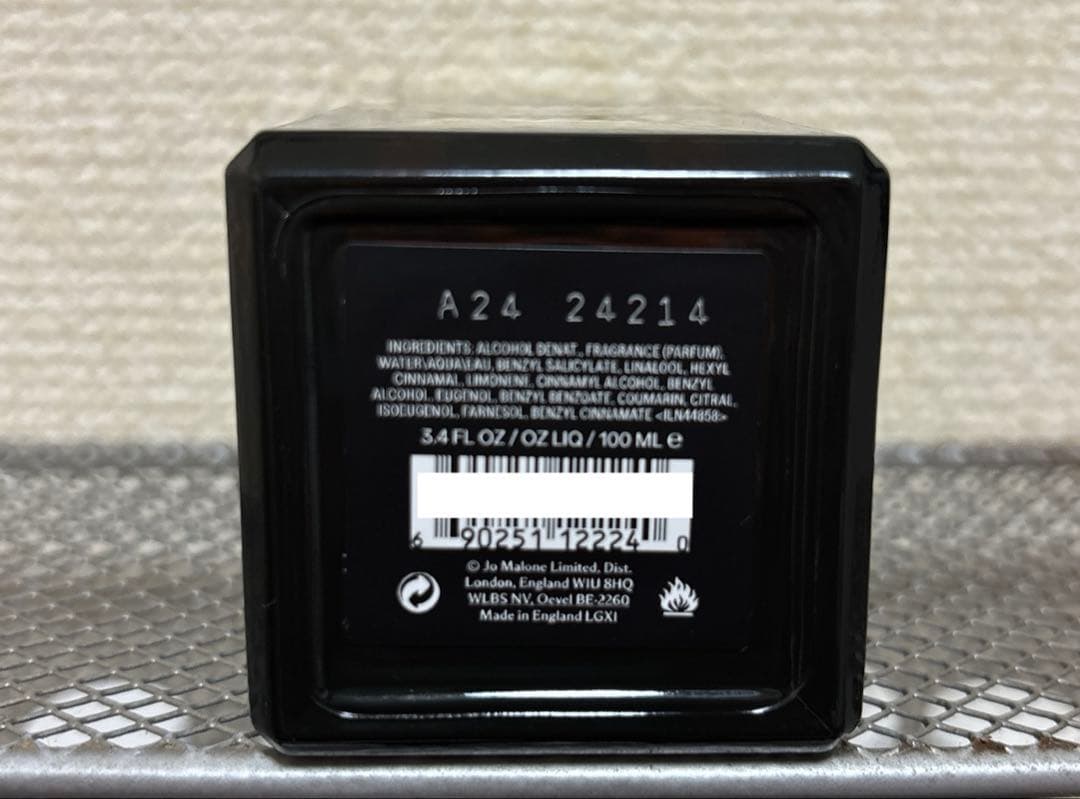 A24 24214
INGREDIENTS: ALCOHOL DENAT., FRAGRANCE (PARFUM),
WATER\AQUA\EAU, BENZYL SALICYLATE, LINALOOL, HEXYL
CINNAMAL, LIMONENE, CINNAMYL ALCOHOL, BENZYL
ALCOHOL, EUGENOL, BENZYL BENZOATE, COUMARIN, CITRAL,
ISOEUGENOL, FARNESOL, BENZYL CINNAMATE <ILN44858>
3.4 FL OZ / OZ LIQ / 100 ML ℮
6 90251 12224 0
© Jo Malone Limited, Dist.
London, England W1U 8HQ
WLBS NV, Oevel BE-2260
Made in England LGX1